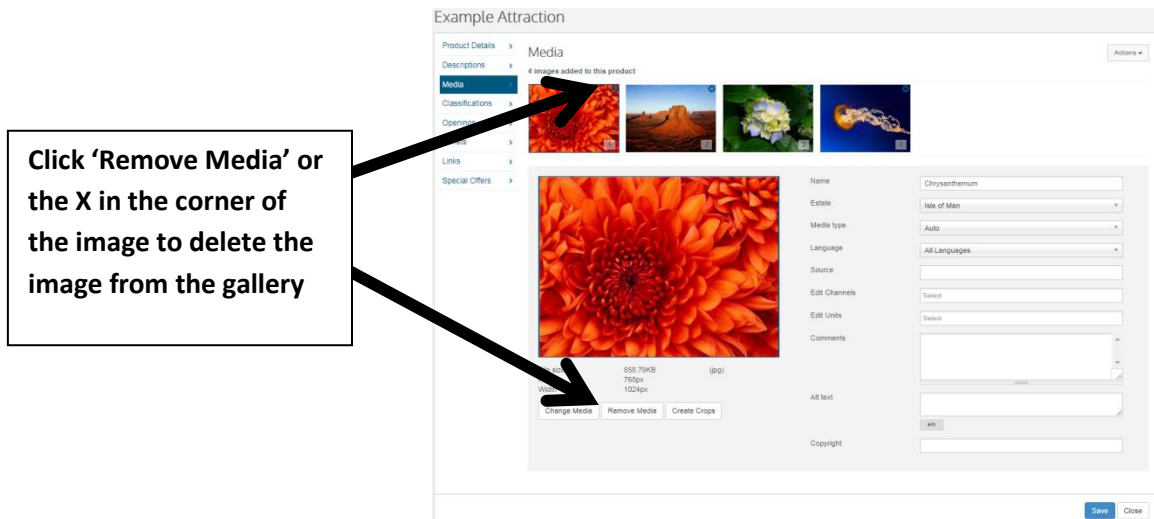 Example Attraction
Product Details
Descriptions
Media
Classifications
Links
Special Offers
Media
Actions
4 images added to this product
Click ‘Remove Media’ or
the X in the corner of
the image to delete the
image from the gallery
658.79KB (jpg)
768px
Width 1024px
Change Media Remove Media Create Crops
Name Chrysanthemum
Estate Isle of Man
Media type Auto
Language All Languages
Source
Edit Channels Select
Edit Units Select
Comments
Alt text
en
Copyright
Save Close